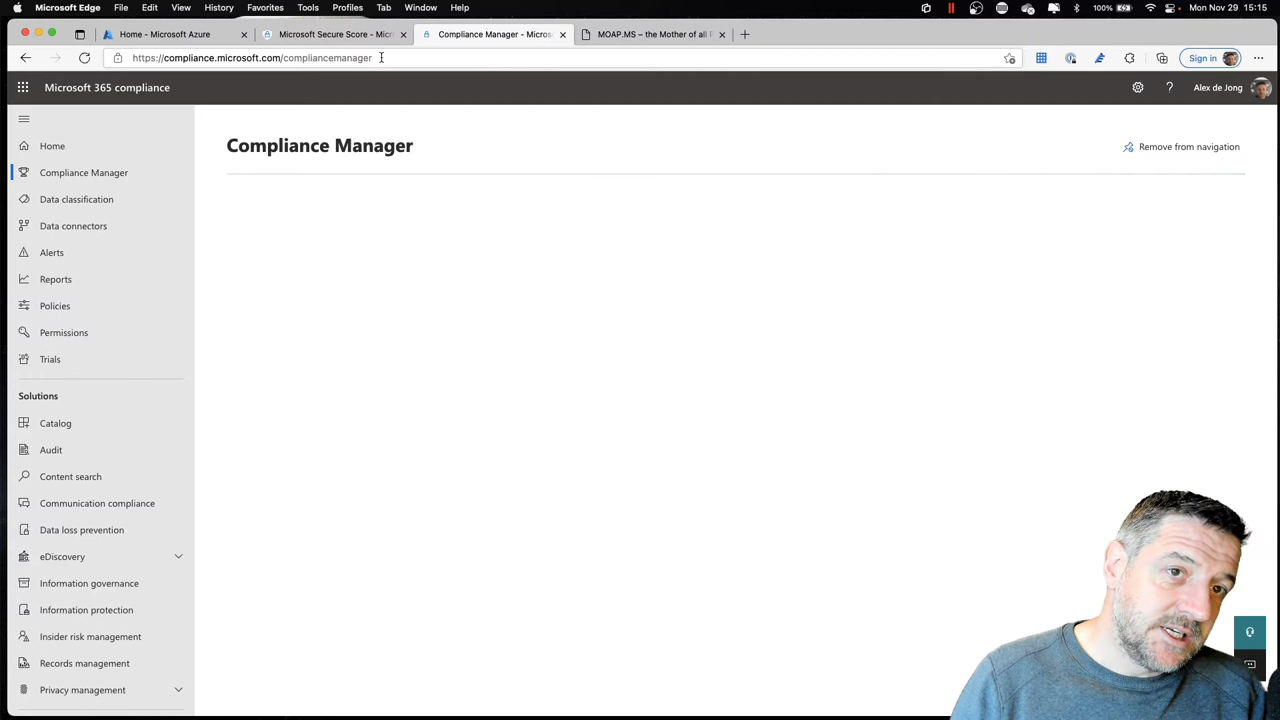 Microsoft Edge File Edit View History Favorites Tools Profiles Tab Window Help 100% Mon Nov 29 15:15
Home - Microsoft Azure
Microsoft Secure Score - Micr
Compliance Manager - Micros
MOAP.MS – the Mother of all
https://compliance.microsoft.com/compliancemanager
Sign in
Microsoft 365 compliance
Alex de Jong
Compliance Manager
Remove from navigation
Home
Compliance Manager
Data classification
Data connectors
Alerts
Reports
Policies
Permissions
Trials
Solutions
Catalog
Audit
Content search
Communication compliance
Data loss prevention
eDiscovery
Information governance
Information protection
Insider risk management
Records management
Privacy management